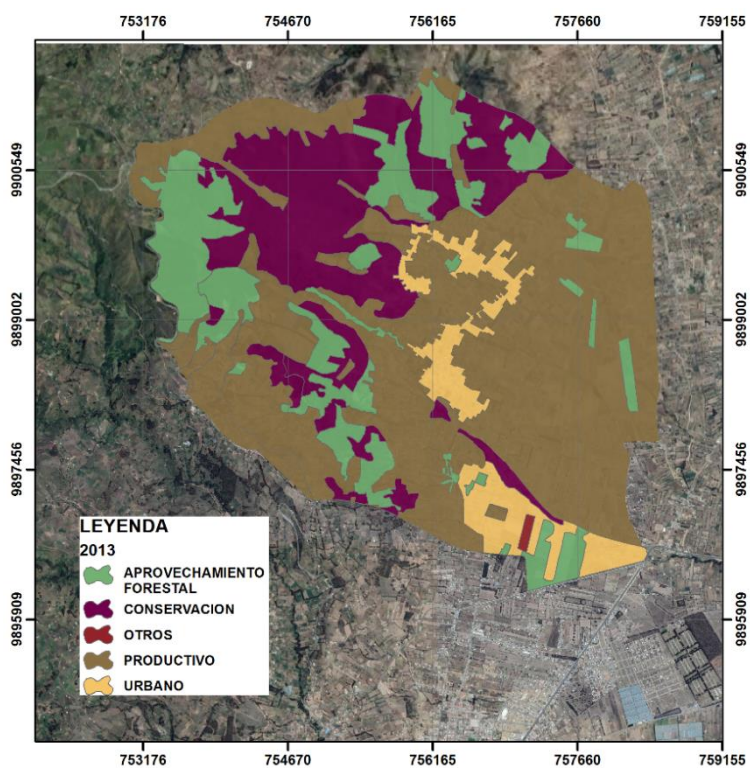 753176 754670 756165 757660 759155
9900549 9900549
9899002 9899002
9897456 9897456
9895909 9895909
LEYENDA
2013
APROVECHAMIENTO
FORESTAL
CONSERVACION
OTROS
PRODUCTIVO
URBANO
753176 754670 756165 757660 759155